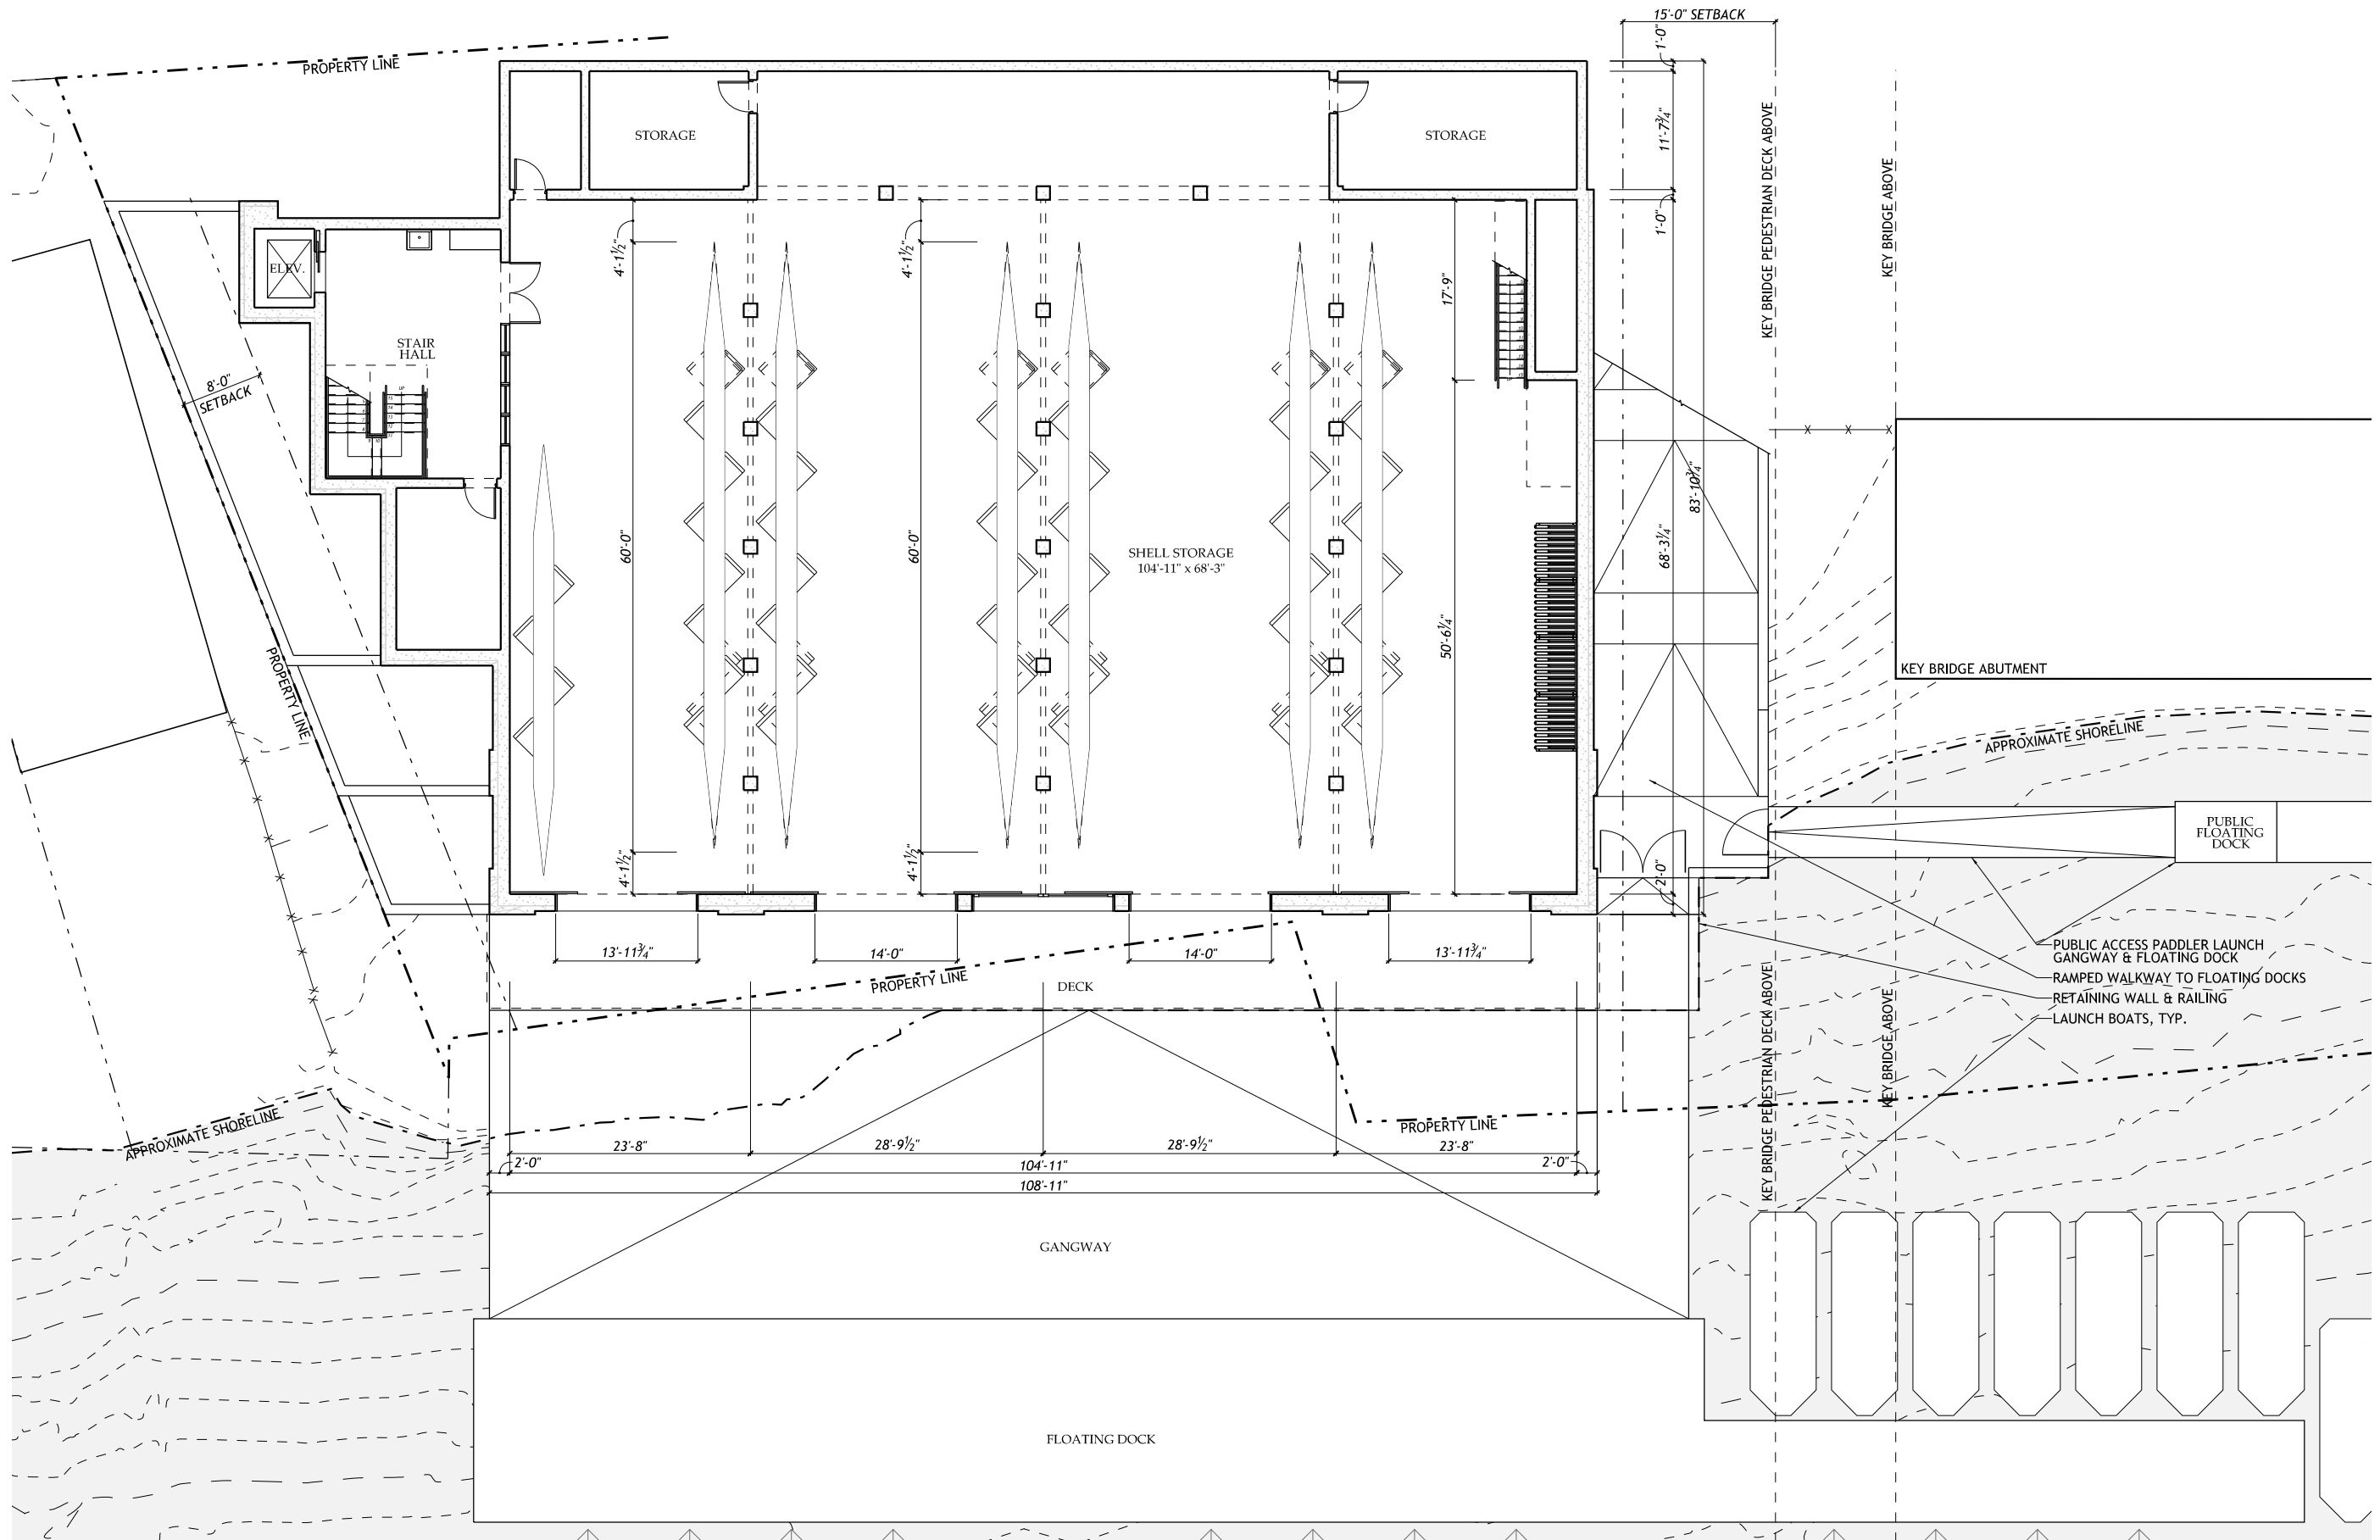 15'-0" SETBACK
1'-0"
PROPERTY LINE
STORAGE
STORAGE
11'-7¾"
KEY BRIDGE PEDESTRIAN DECK ABOVE
KEY BRIDGE ABOVE
1'-0"
4'-1½"
4'-1½"
ELEV.
17'-9"
STAIR
HALL
UP
8'-0"
SETBACK
83'-10¾"
60'-0"
60'-0"
SHELL STORAGE
104'-11" x 68'-3"
68'-3¼"
50'-6¼"
PROPERTY LINE
KEY BRIDGE ABUTMENT
APPROXIMATE SHORELINE
PUBLIC
FLOATING
DOCK
4'-1½"
4'-1½"
2'-0"
13'-11¾"
14'-0"
14'-0"
13'-11¾"
PUBLIC ACCESS PADDLER LAUNCH
GANGWAY & FLOATING DOCK
RAMPED WALKWAY TO FLOATING DOCKS
RETAINING WALL & RAILING
LAUNCH BOATS, TYP.
PROPERTY LINE
DECK
KEY BRIDGE PEDESTRIAN DECK ABOVE
KEY BRIDGE ABOVE
APPROXIMATE SHORELINE
PROPERTY LINE
23'-8"
28'-9½"
28'-9½"
23'-8"
2'-0"
104'-11"
2'-0"
108'-11"
GANGWAY
FLOATING DOCK